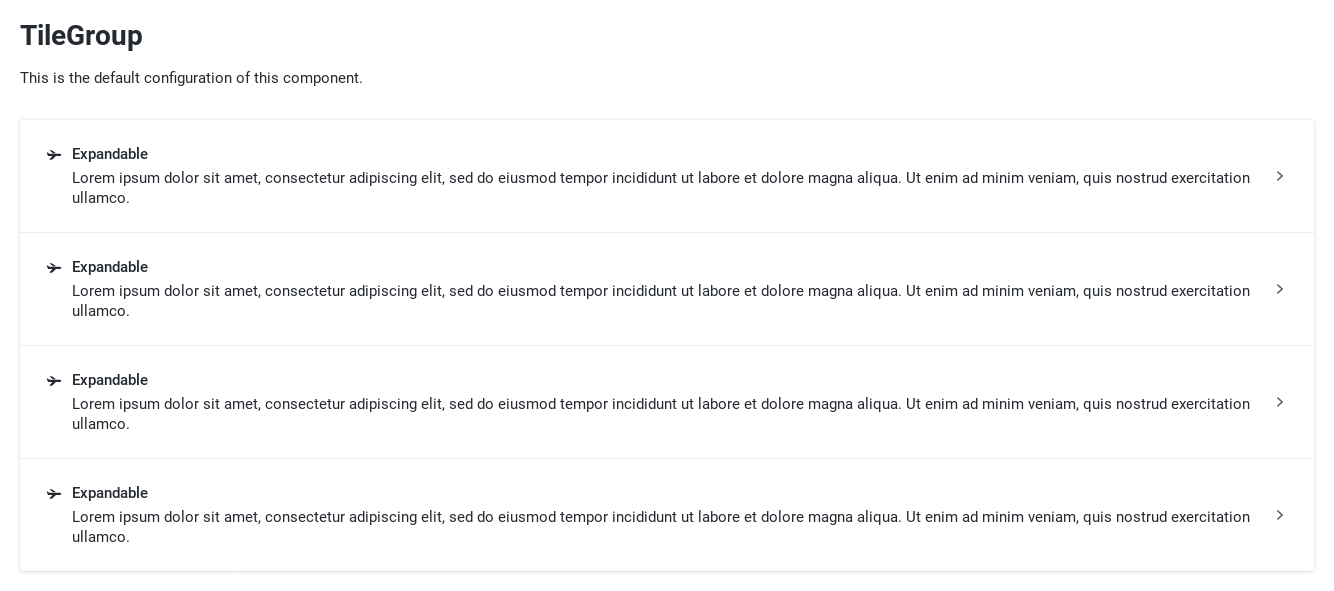 TileGroup
This is the default configuration of this component.
Expandable
Lorem ipsum dolor sit amet, consectetur adipiscing elit, sed do eiusmod tempor incididunt ut labore et dolore magna aliqua. Ut enim ad minim veniam, quis nostrud exercitation
ullamco.
Expandable
Lorem ipsum dolor sit amet, consectetur adipiscing elit, sed do eiusmod tempor incididunt ut labore et dolore magna aliqua. Ut enim ad minim veniam, quis nostrud exercitation
ullamco.
Expandable
Lorem ipsum dolor sit amet, consectetur adipiscing elit, sed do eiusmod tempor incididunt ut labore et dolore magna aliqua. Ut enim ad minim veniam, quis nostrud exercitation
ullamco.
Expandable
Lorem ipsum dolor sit amet, consectetur adipiscing elit, sed do eiusmod tempor incididunt ut labore et dolore magna aliqua. Ut enim ad minim veniam, quis nostrud exercitation
ullamco.